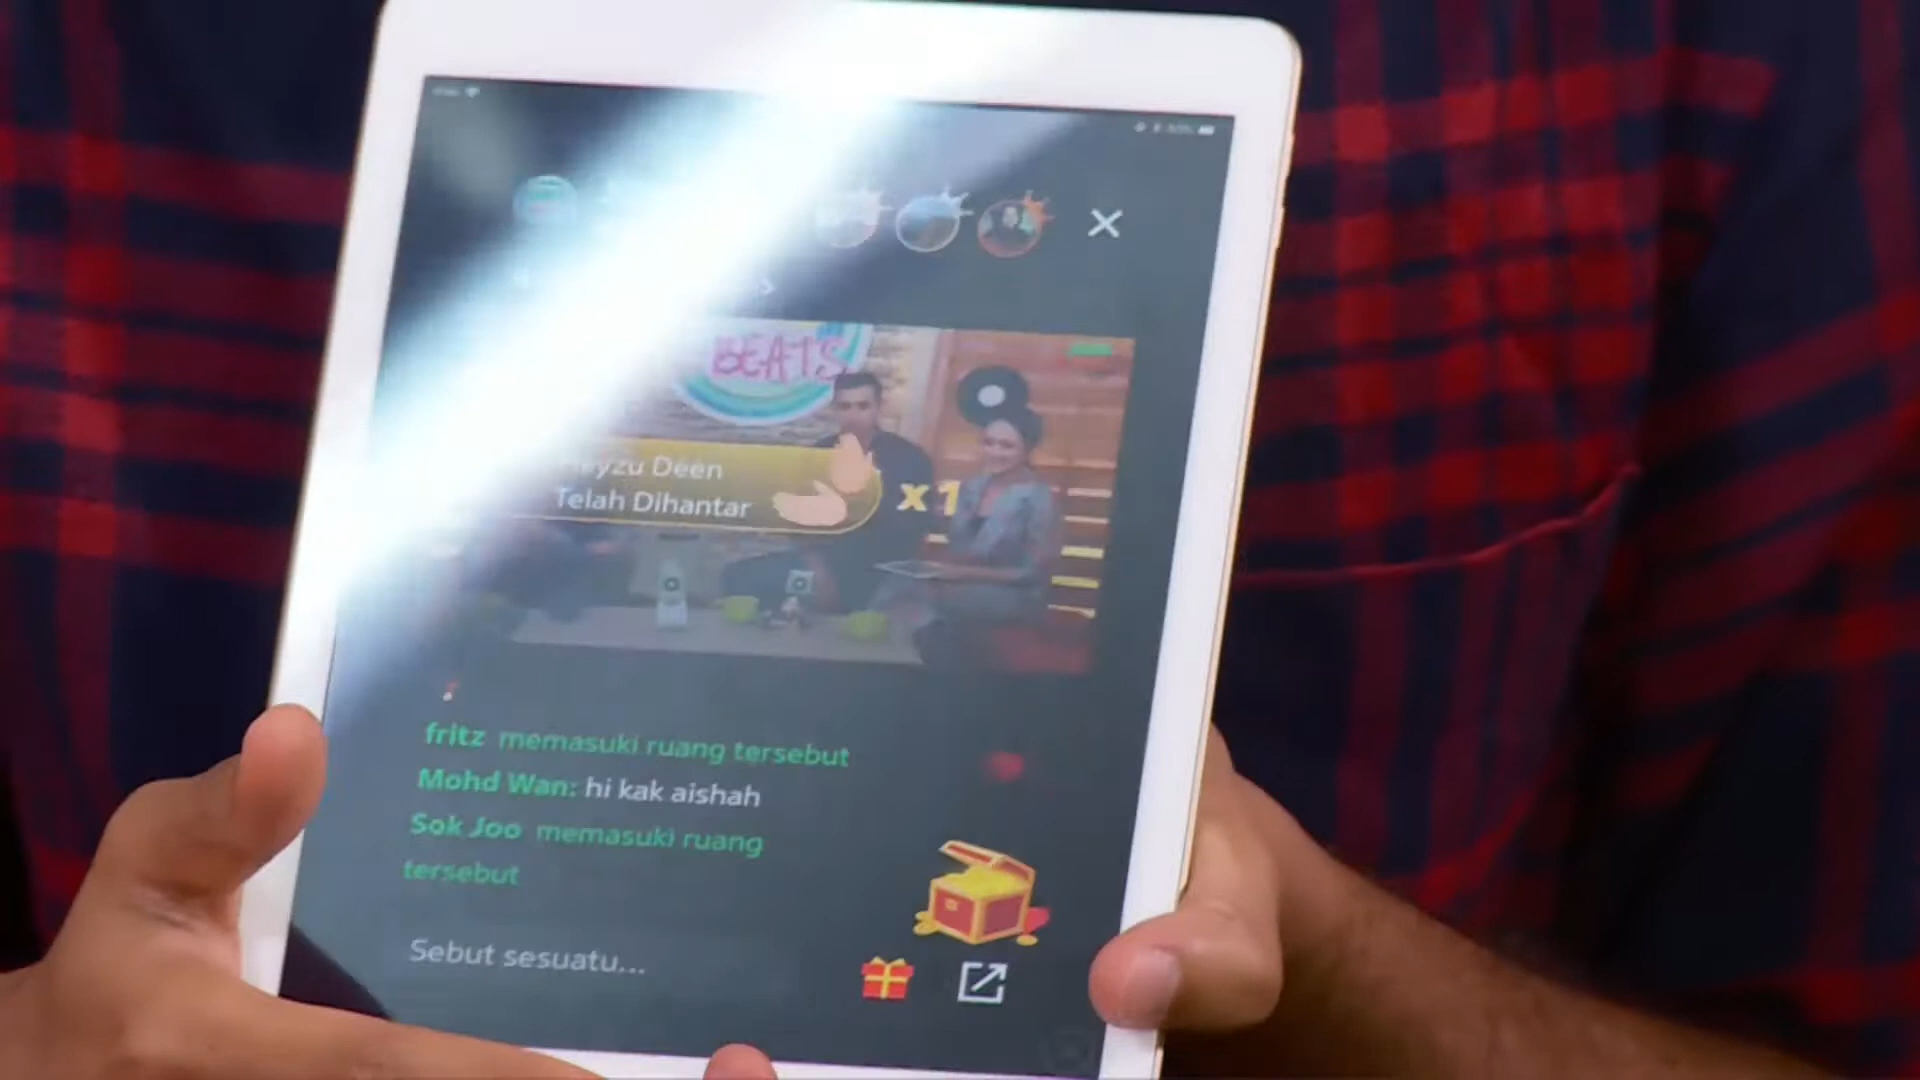 BEATS
Deen
Telah Dihantar
x1
fritz memasuki ruang tersebut
Mohd Wan: hi kak aishah
Sok Joo memasuki ruang
tersebut
Sebut sesuatu...